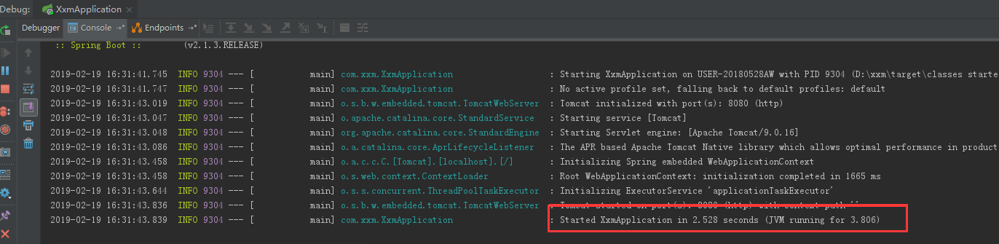 Debug: XxmApplication
Debugger Console Endpoints
:: Spring Boot :: (v2.1.3.RELEASE)
2019-02-19 16:31:41.745 INFO 9304 --- [ main] com.xxm.XxmApplication : Starting XxmApplication on USER-20180528AW with PID 9304 (D:\xxm\target\classes starte
2019-02-19 16:31:41.747 INFO 9304 --- [ main] com.xxm.XxmApplication : No active profile set, falling back to default profiles: default
2019-02-19 16:31:43.019 INFO 9304 --- [ main] o.s.b.w.embedded.tomcat.TomcatWebServer : Tomcat initialized with port(s): 8080 (http)
2019-02-19 16:31:43.047 INFO 9304 --- [ main] o.apache.catalina.core.StandardService : Starting service [Tomcat]
2019-02-19 16:31:43.048 INFO 9304 --- [ main] org.apache.catalina.core.StandardEngine : Starting Servlet engine: [Apache Tomcat/9.0.16]
2019-02-19 16:31:43.086 INFO 9304 --- [ main] o.a.catalina.core.AprLifecycleListener : The APR based Apache Tomcat Native library which allows optimal performance in product
2019-02-19 16:31:43.458 INFO 9304 --- [ main] o.a.c.c.C.[Tomcat].[localhost].[/] : Initializing Spring embedded WebApplicationContext
2019-02-19 16:31:43.458 INFO 9304 --- [ main] o.s.web.context.ContextLoader : Root WebApplicationContext: initialization completed in 1665 ms
2019-02-19 16:31:43.644 INFO 9304 --- [ main] o.s.s.concurrent.ThreadPoolTaskExecutor : Initializing ExecutorService 'applicationTaskExecutor'
2019-02-19 16:31:43.836 INFO 9304 --- [ main] o.s.b.w.embedded.tomcat.TomcatWebServer : Tomcat started on port(s): 8080 (http) with context path ''
2019-02-19 16:31:43.839 INFO 9304 --- [ main] com.xxm.XxmApplication : Started XxmApplication in 2.528 seconds (JVM running for 3.806)